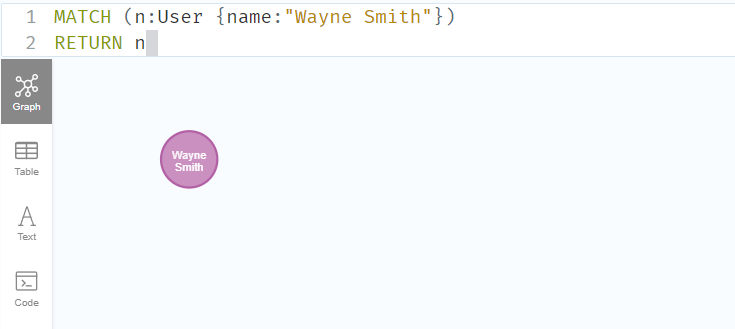 1 MATCH (n:User {name:"Wayne Smith"})
2 RETURN n
Graph
Table
Text
Code
Wayne
Smith